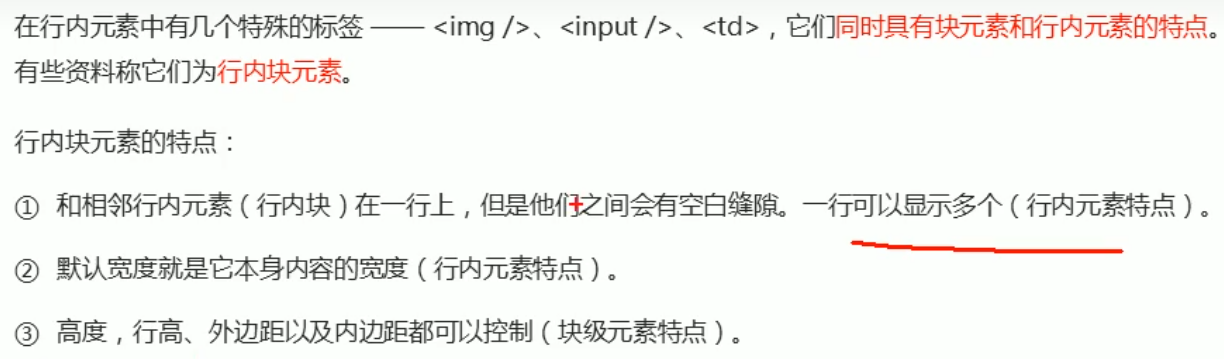 在行内元素中有几个特殊的标签 —— <img />、<input />、<td>，它们同时具有块元素和行内元素的特点。
有些资料称它们为行内块元素。
行内块元素的特点：
① 和相邻行内元素（行内块）在一行上，但是他们之间会有空白缝隙。一行可以显示多个（行内元素特点）。
② 默认宽度就是它本身内容的宽度（行内元素特点）。
③ 高度，行高、外边距以及内边距都可以控制（块级元素特点）。